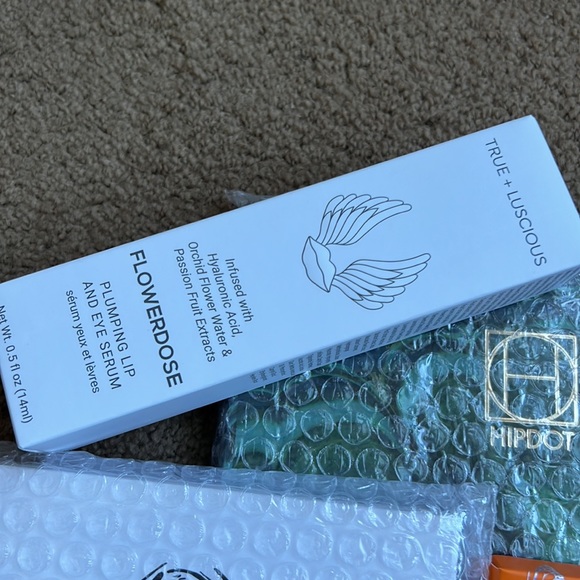 TRUE + LUSCIOUS
Infused with
Hyaluronic Acid,
Orchid Flower Water &
Passion Fruit Extracts
FLOWERDOSE
PLUMPING LIP
AND EYE SERUM
sérum yeux et lèvres
Net Wt. 0.5 fl oz (14ml)
HIPDOT